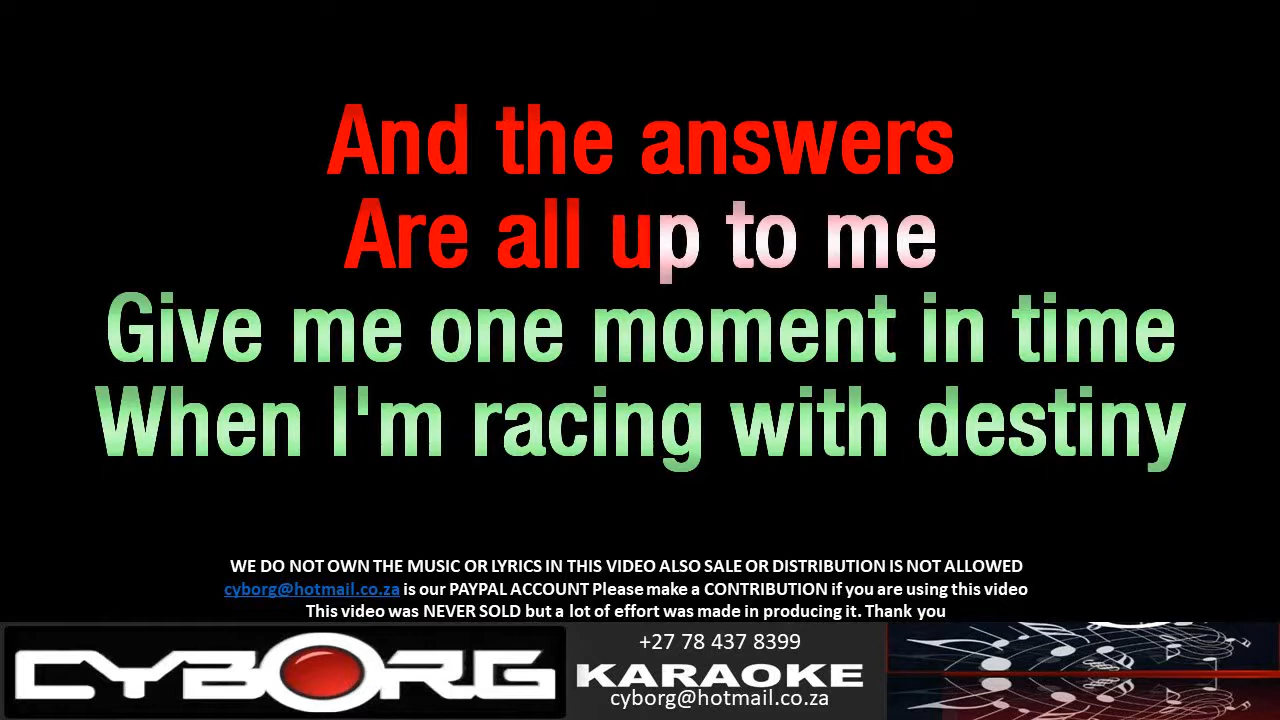 And the answers
Are all up to me
Give me one moment in time
When I'm racing with destiny
WE DO NOT OWN THE MUSIC OR LYRICS IN THIS VIDEO ALSO SALE OR DISTRIBUTION IS NOT ALLOWED
cyborg@hotmail.co.za is our PAYPAL ACCOUNT Please make a CONTRIBUTION if you are using this video
This video was NEVER SOLD but a lot of effort was made in producing it. Thank you
CYBORG
+27 78 437 8399
KARAOKE
cyborg@hotmail.co.za